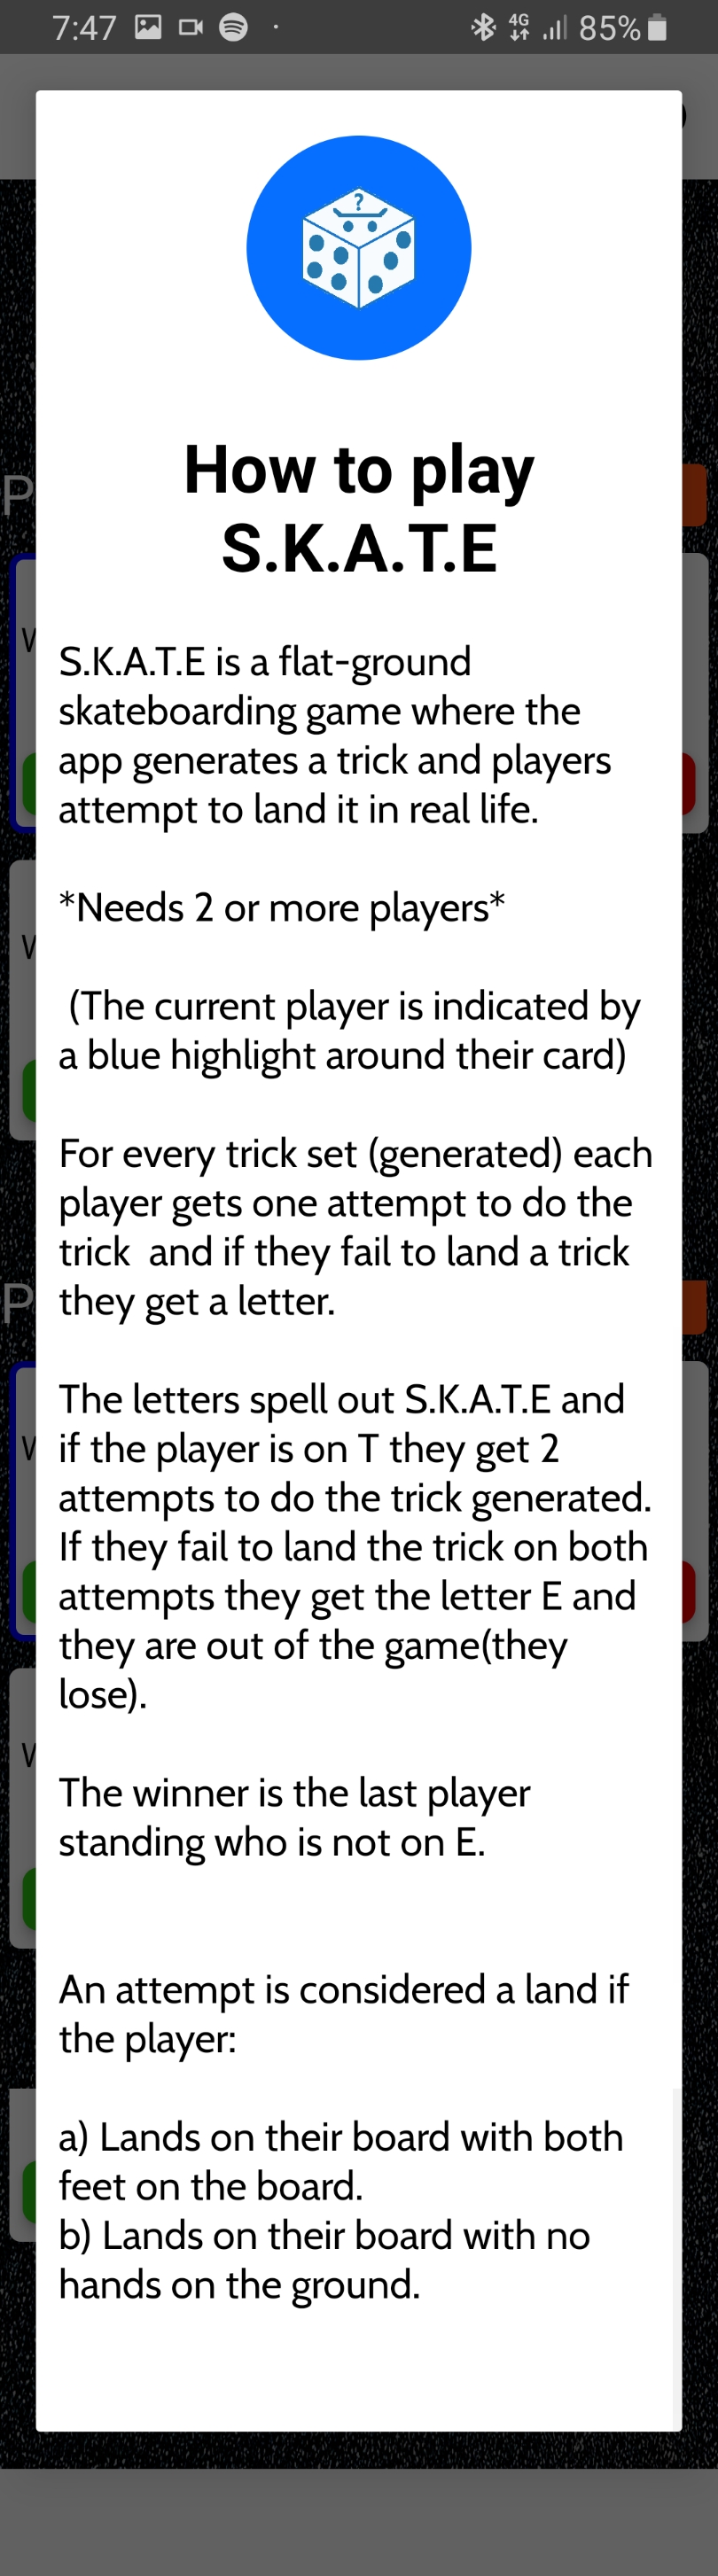 7:47
4G 85%
?
How to play
S.K.A.T.E
S.K.A.T.E is a flat-ground
skateboarding game where the
app generates a trick and players
attempt to land it in real life.
*Needs 2 or more players*
(The current player is indicated by
a blue highlight around their card)
For every trick set (generated) each
player gets one attempt to do the
trick  and if they fail to land a trick
they get a letter.
The letters spell out S.K.A.T.E and
if the player is on T they get 2
attempts to do the trick generated.
If they fail to land the trick on both
attempts they get the letter E and
they are out of the game(they
lose).
The winner is the last player
standing who is not on E.
An attempt is considered a land if
the player:
a) Lands on their board with both
feet on the board.
b) Lands on their board with no
hands on the ground.